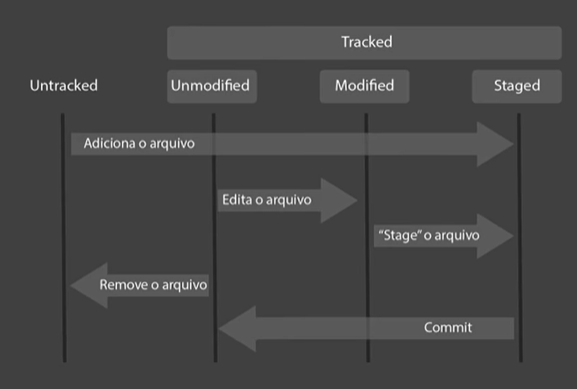 Tracked
Untracked
Unmodified
Modified
Staged
Adiciona o arquivo
Edita o arquivo
“Stage” o arquivo
Remove o arquivo
Commit